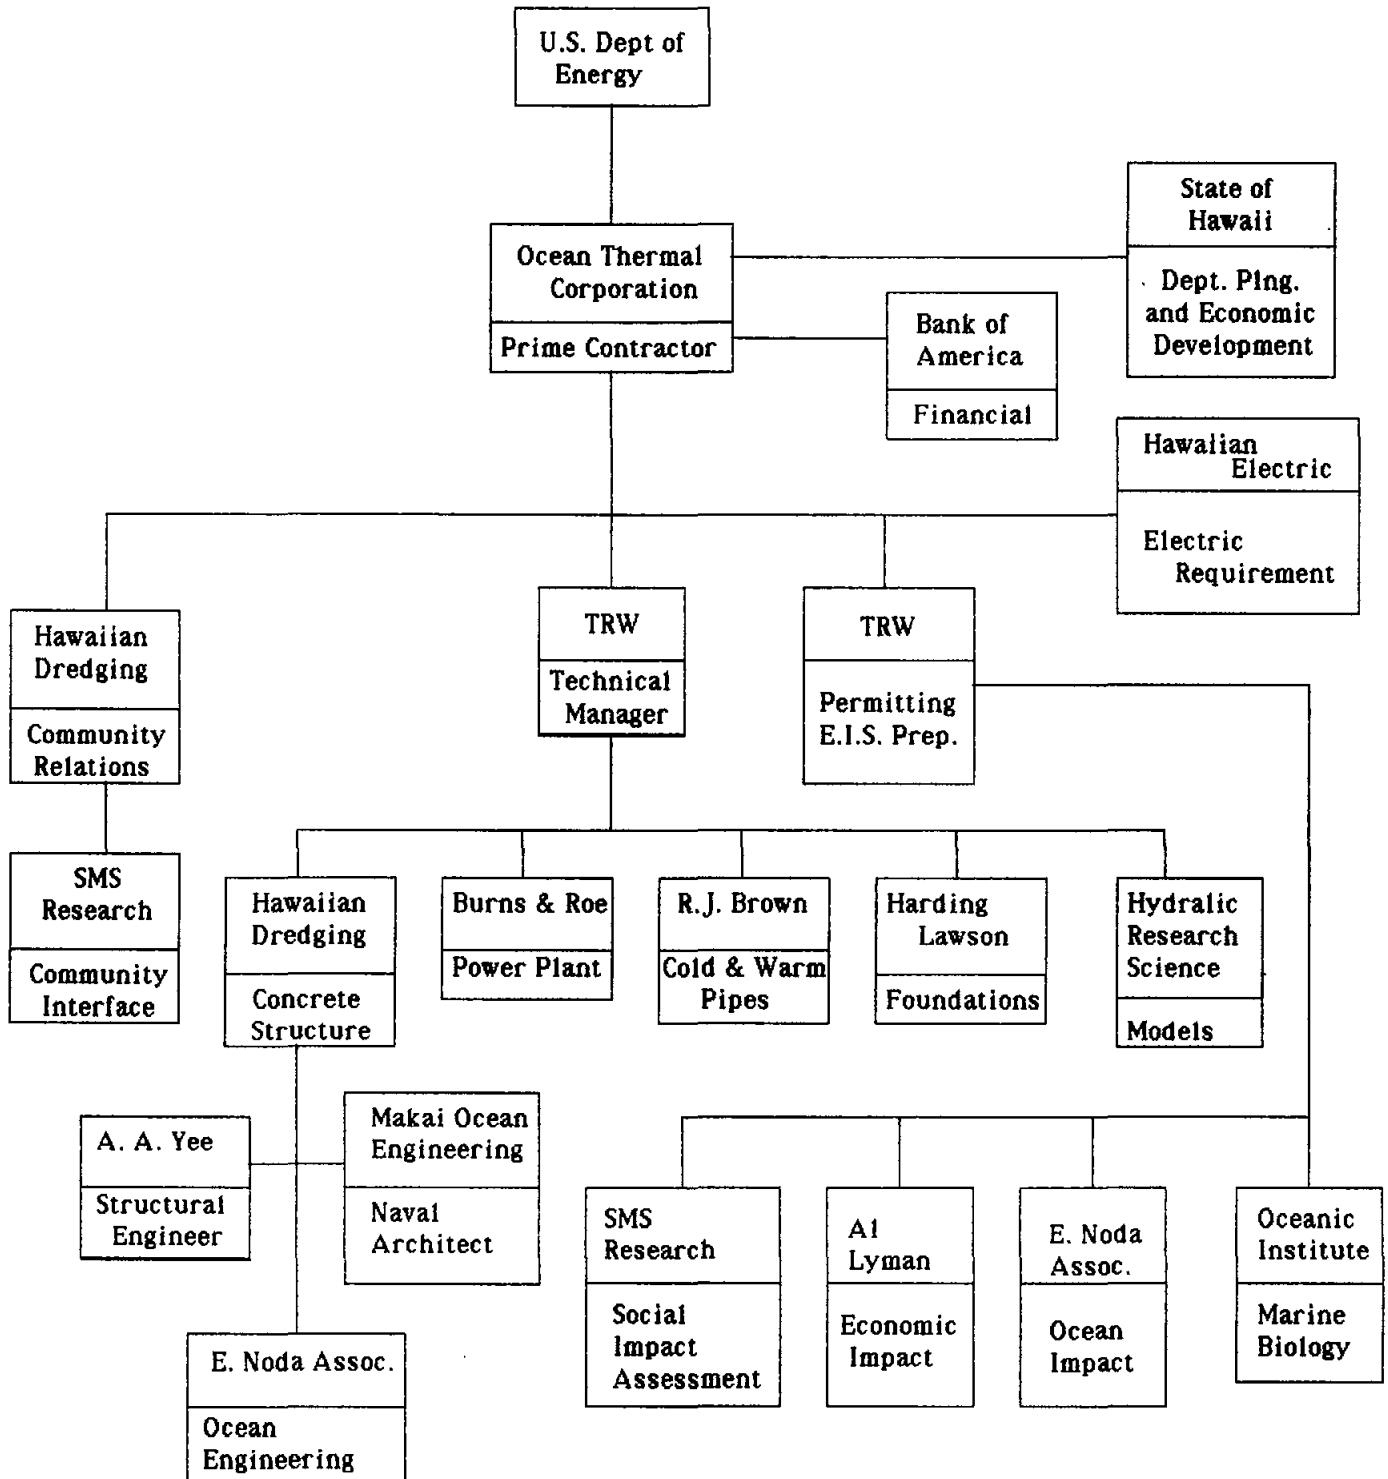 U.S. Dept of
Energy
State of
Hawaii
Dept. Plng.
and Economic
Development
Ocean Thermal
Corporation
Prime Contractor
Bank of
America
Financial
Hawaiian
Electric
Electric
Requirement
Hawaiian
Dredging
Community
Relations
TRW
Technical
Manager
TRW
Permitting
E.I.S. Prep.
SMS
Research
Community
Interface
Hawaiian
Dredging
Concrete
Structure
Burns & Roe
Power Plant
R.J. Brown
Cold & Warm
Pipes
Harding
Lawson
Foundations
Hydralic
Research
Science
Models
A. A. Yee
Structural
Engineer
Makai Ocean
Engineering
Naval
Architect
E. Noda Assoc.
Ocean
Engineering
SMS
Research
Social
Impact
Assessment
Al
Lyman
Economic
Impact
E. Noda
Assoc.
Ocean
Impact
Oceanic
Institute
Marine
Biology